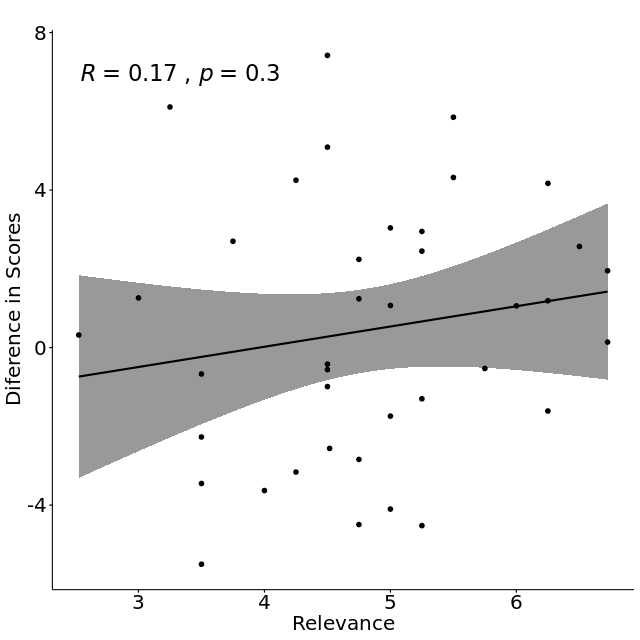 8
R = 0.17 , p = 0.3
4
Diference in Scores
0
-4
3 4 5 6
Relevance